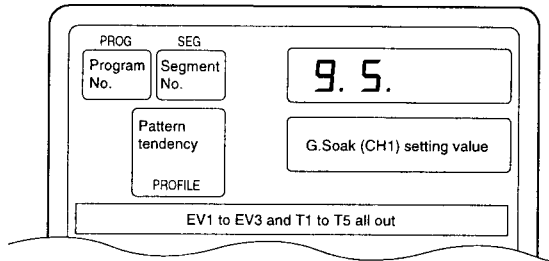 PROG SEG
Program No.
Segment No.
9. 5.
Pattern tendency
PROFILE
G.Soak (CH1) setting value
EV1 to EV3 and T1 to T5 all out